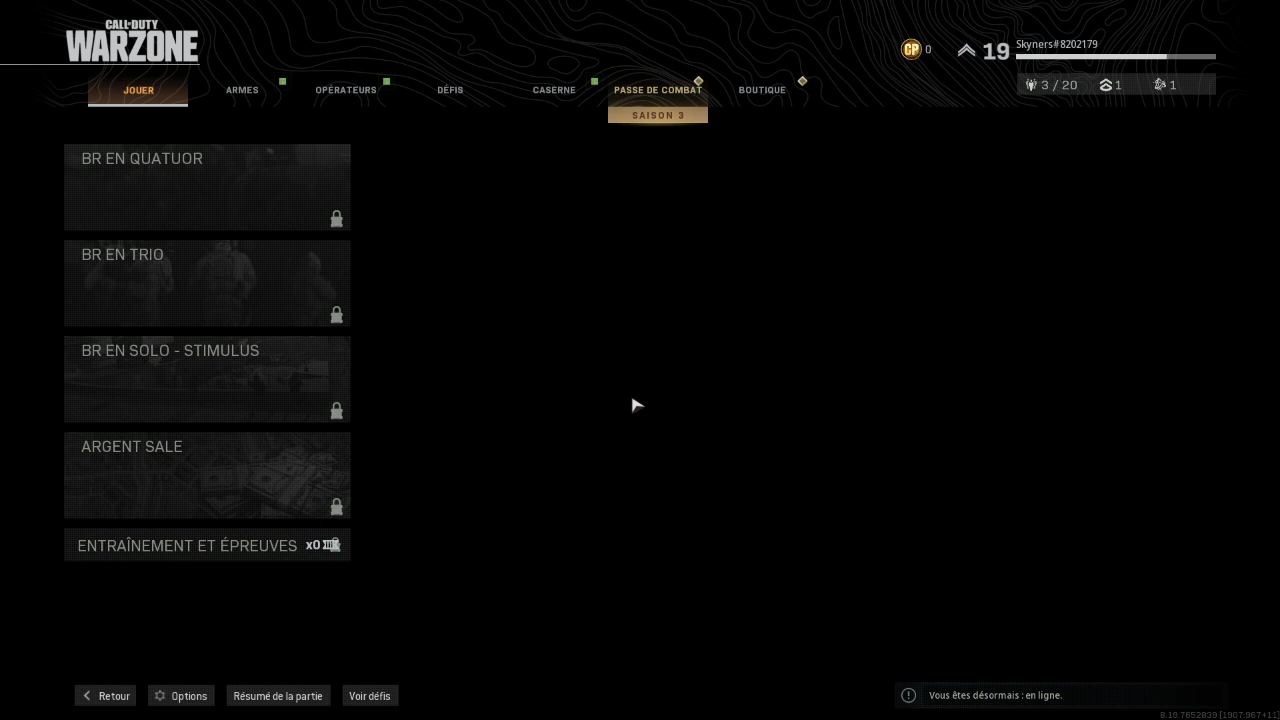 CALL OF DUTY
WARZONE
CP 0
19
Skyners#8202179
3 / 20
1
1
JOUER
ARMES
OPÉRATEURS
DÉFIS
CASERNE
PASSE DE COMBAT
BOUTIQUE
SAISON 3
BR EN QUATUOR
BR EN TRIO
BR EN SOLO - STIMULUS
ARGENT SALE
ENTRAÎNEMENT ET ÉPREUVES x0
Retour
Options
Résumé de la partie
Voir défis
Vous êtes désormais : en ligne.